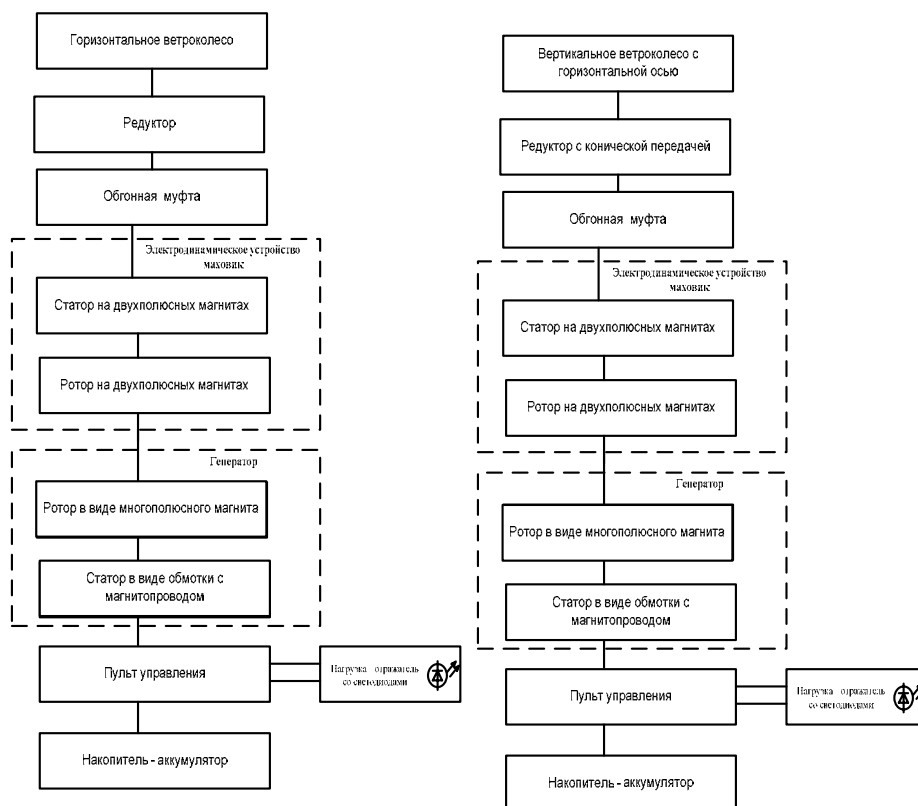 Горизонтальное ветроколесо
Редуктор
Обгонная муфта
Электродинамическое устройство
маховик
Статор на двухполюсных магнитах
Ротор на двухполюсных магнитах
Генератор
Ротор в виде многополюсного магнита
Статор в виде обмотки с
магнитопроводом
Пульт управления
Нагрузка отражатель
со светодиодами
Накопитель - аккумулятор
Вертикальное ветроколесо с
горизонтальной осью
Редуктор с конической передачей
Обгонная муфта
Электродинамическое устройство
маховик
Статор на двухполюсных магнитах
Ротор на двухполюсных магнитах
Генератор
Ротор в виде многополюсного магнита
Статор в виде обмотки с
магнитопроводом
Пульт управления
Нагрузка отражатель
со светодиодами
Накопитель - аккумулятор